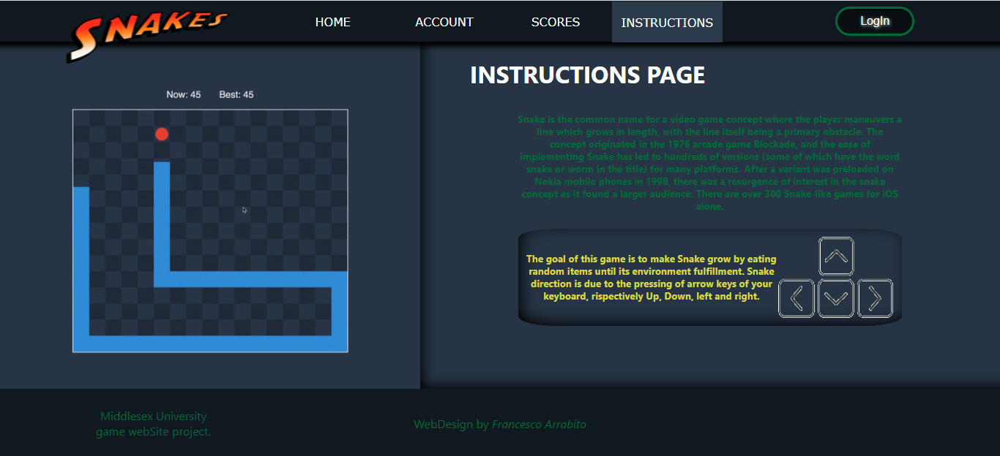 SNAKES
HOME
ACCOUNT
SCORES
INSTRUCTIONS
LogIn
Now: 45
Best: 45
INSTRUCTIONS PAGE
Snake is the common name for a video game concept where the player maneuvers a
line which grows in length, with the line itself being a primary obstacle. The
concept originated in the 1976 arcade game Blockade, and the ease of
implementing Snake has led to hundreds of versions (some of which have the word
snake or worm in the title) for many platforms. After a variant was preloaded on
Nokia mobile phones in 1998, there was a resurgence of interest in the snake
concept as it found a larger audience. There are over 300 Snake-like games for iOS
alone.
The goal of this game is to make Snake grow by eating
random items until its environment fulfillment. Snake
direction is due to the pressing of arrow keys of your
keyboard, rispectively Up, Down, left and right.
Middlesex University
game webSite project.
WebDesign by Francesco Arrabito